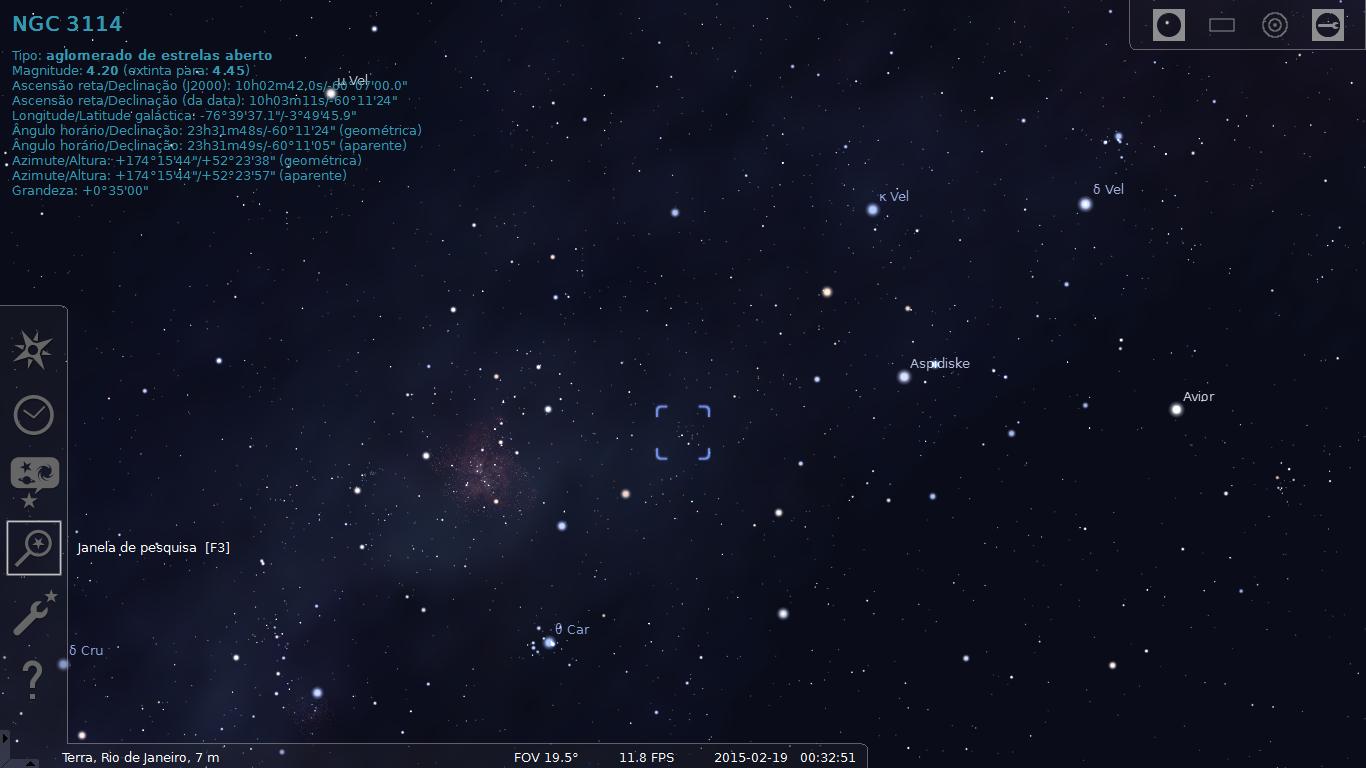 NGC 3114
Tipo: aglomerado de estrelas aberto
Magnitude: 4.20 (extinta para: 4.45)
μ Vel
Ascensão reta/Declinação (J2000): 10h02m42.0s/-60°07'00.0"
Ascensão reta/Declinação (da data): 10h03m11s/-60°11'24"
Longitude/Latitude galáctica: -76°39'37.1"/-3°49'45.9"
Ângulo horário/Declinação: 23h31m48s/-60°11'24" (geométrica)
Ângulo horário/Declinação: 23h31m49s/-60°11'05" (aparente)
Azimute/Altura: +174°15'44"/+52°23'38" (geométrica)
Azimute/Altura: +174°15'44"/+52°23'57" (aparente)
Grandeza: +0°35'00"
δ Vel
κ Vel
Aspidiske
Avior
Janela de pesquisa [F3]
θ Car
δ Cru
Terra, Rio de Janeiro, 7 m FOV 19.5° 11.8 FPS 2015-02-19 00:32:51